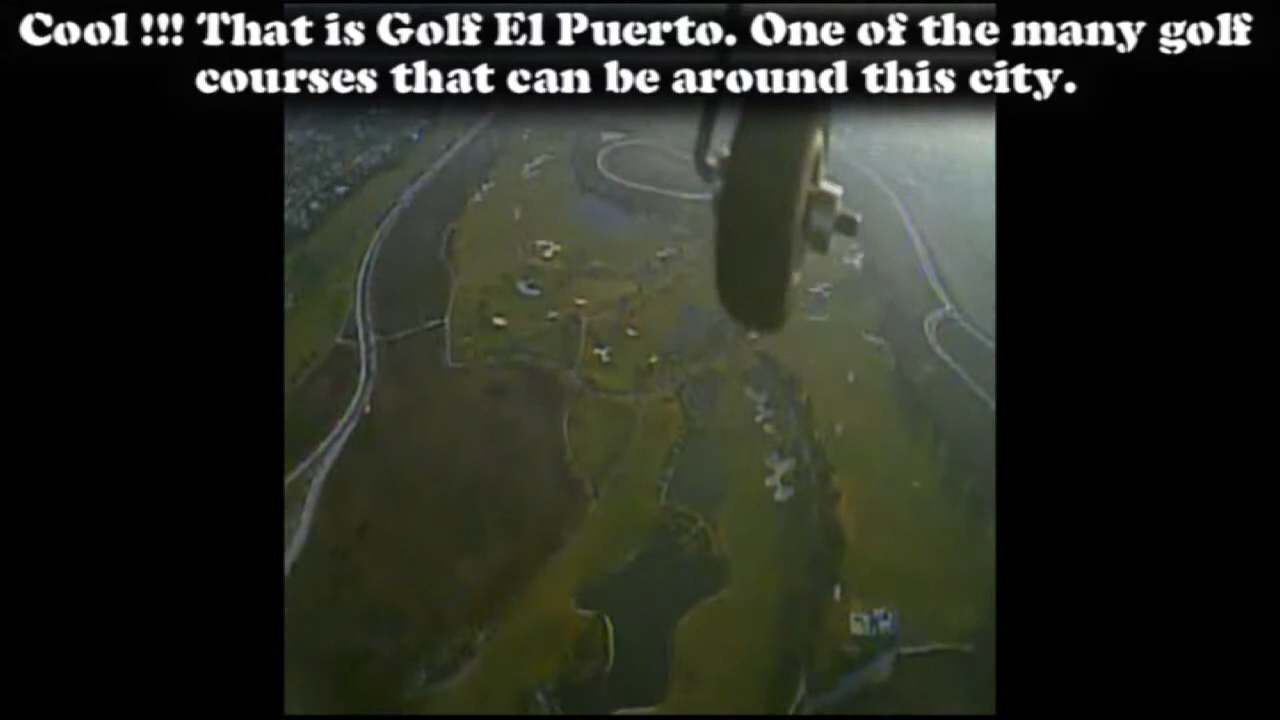 Cool !!! That is Golf El Puerto. One of the many golf
courses that can be around this city.